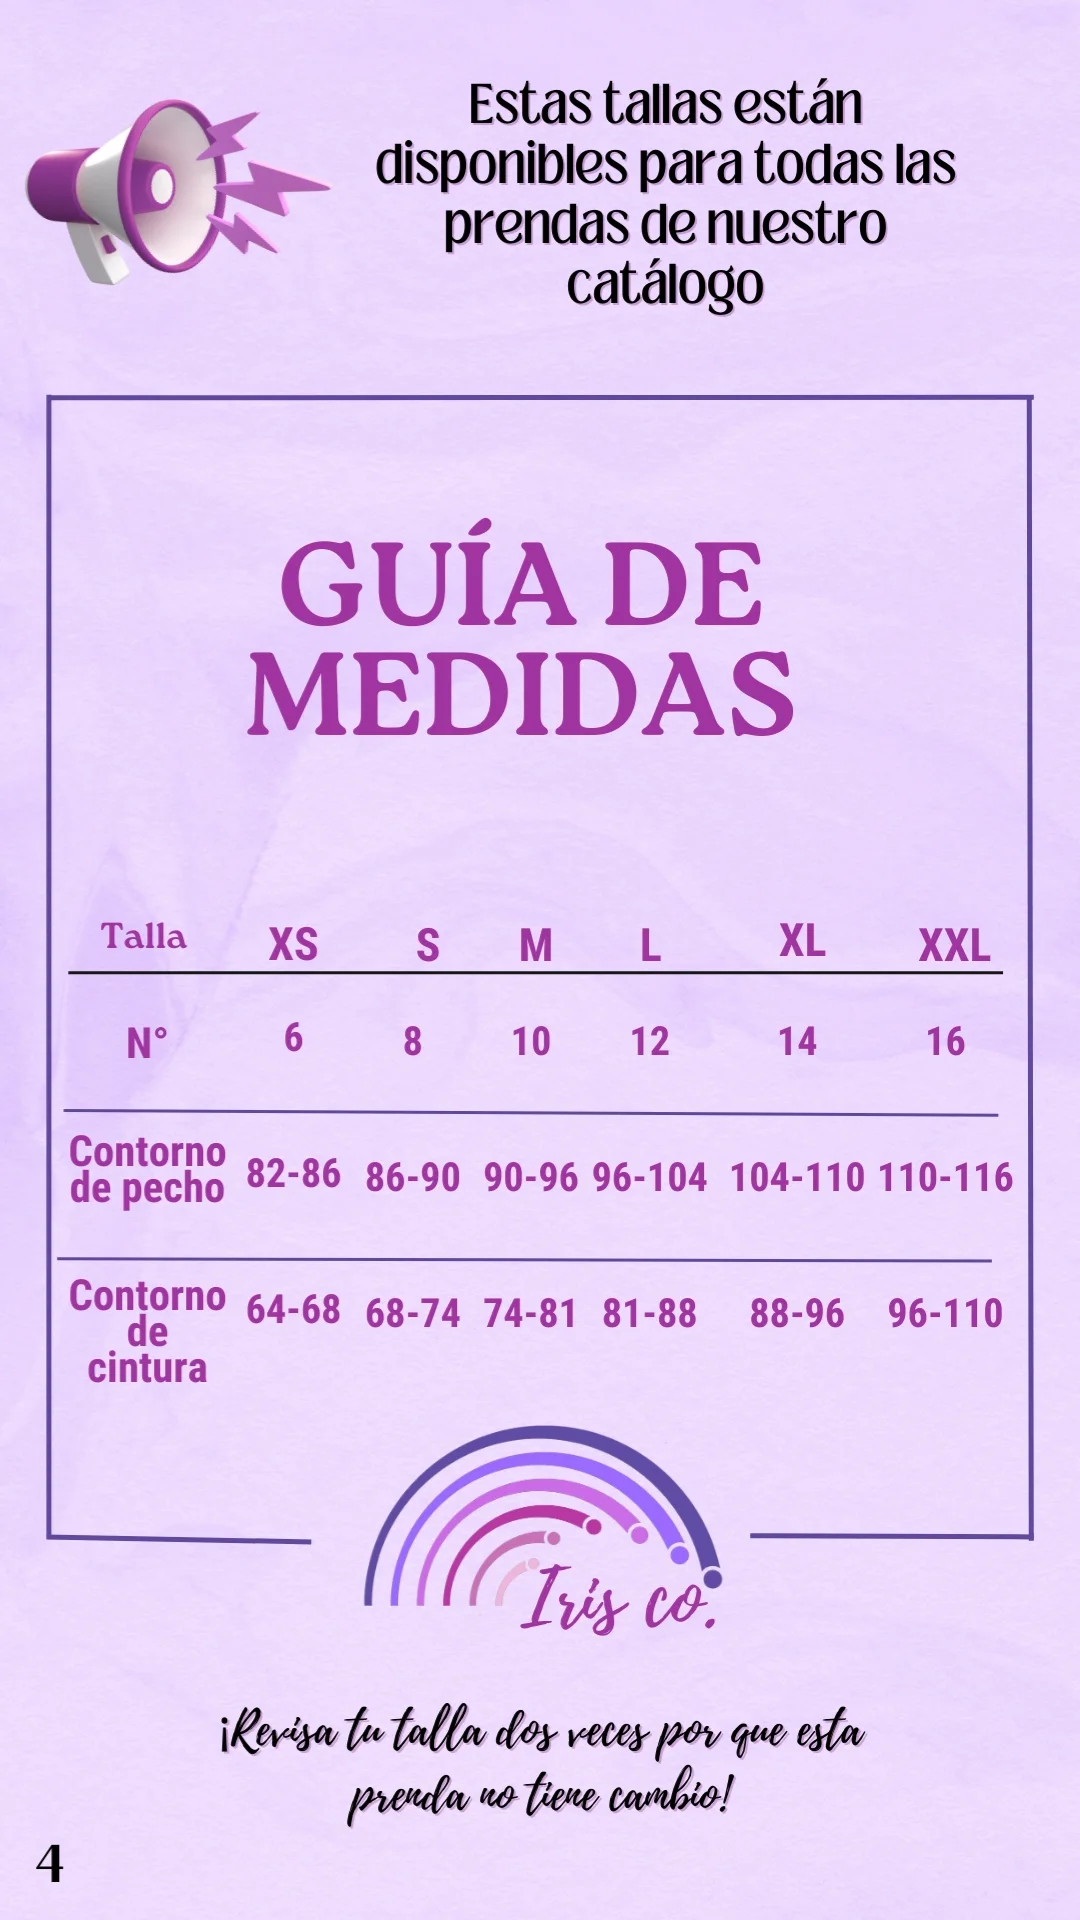 Estas tallas están
disponibles para todas las
prendas de nuestro
catálogo
GUÍA DE
MEDIDAS
Talla XS S M L XL XXL
N° 6 8 10 12 14 16
Contorno
de pecho 82-86 86-90 90-96 96-104 104-110 110-116
Contorno 64-68 68-74 74-81 81-88 88-96 96-110
de
cintura
Iris co.
¡Revisa tu talla dos veces por que esta
prenda no tiene cambio!
4